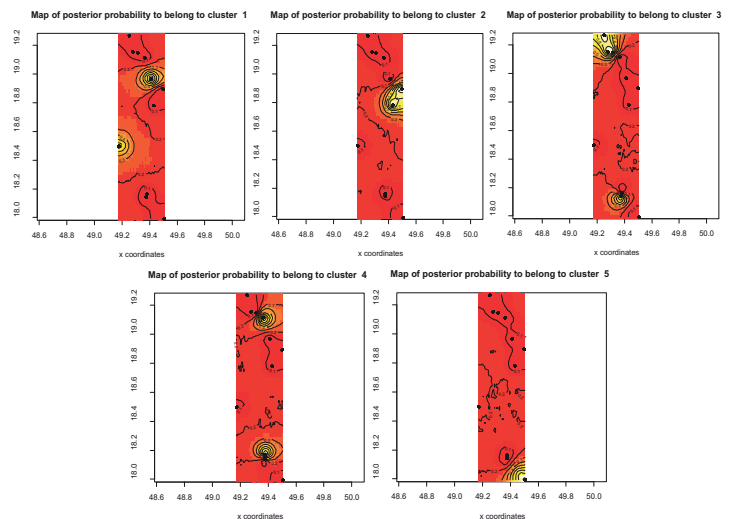 Map of posterior probability to belong to cluster 1
Map of posterior probability to belong to cluster 2
Map of posterior probability to belong to cluster 3
18.0 18.2 18.4 18.6 18.8 19.0 19.2
48.6 48.8 49.0 49.2 49.4 49.6 49.8 50.0
x coordinates
18.0 18.2 18.4 18.6 18.8 19.0 19.2
48.6 48.8 49.0 49.2 49.4 49.6 49.8 50.0
x coordinates
18.0 18.2 18.4 18.6 18.8 19.0 19.2
48.6 48.8 49.0 49.2 49.4 49.6 49.8 50.0
x coordinates
Map of posterior probability to belong to cluster 4
Map of posterior probability to belong to cluster 5
18.0 18.2 18.4 18.6 18.8 19.0 19.2
48.6 48.8 49.0 49.2 49.4 49.6 49.8 50.0
x coordinates
18.0 18.2 18.4 18.6 18.8 19.0 19.2
48.6 48.8 49.0 49.2 49.4 49.6 49.8 50.0
x coordinates